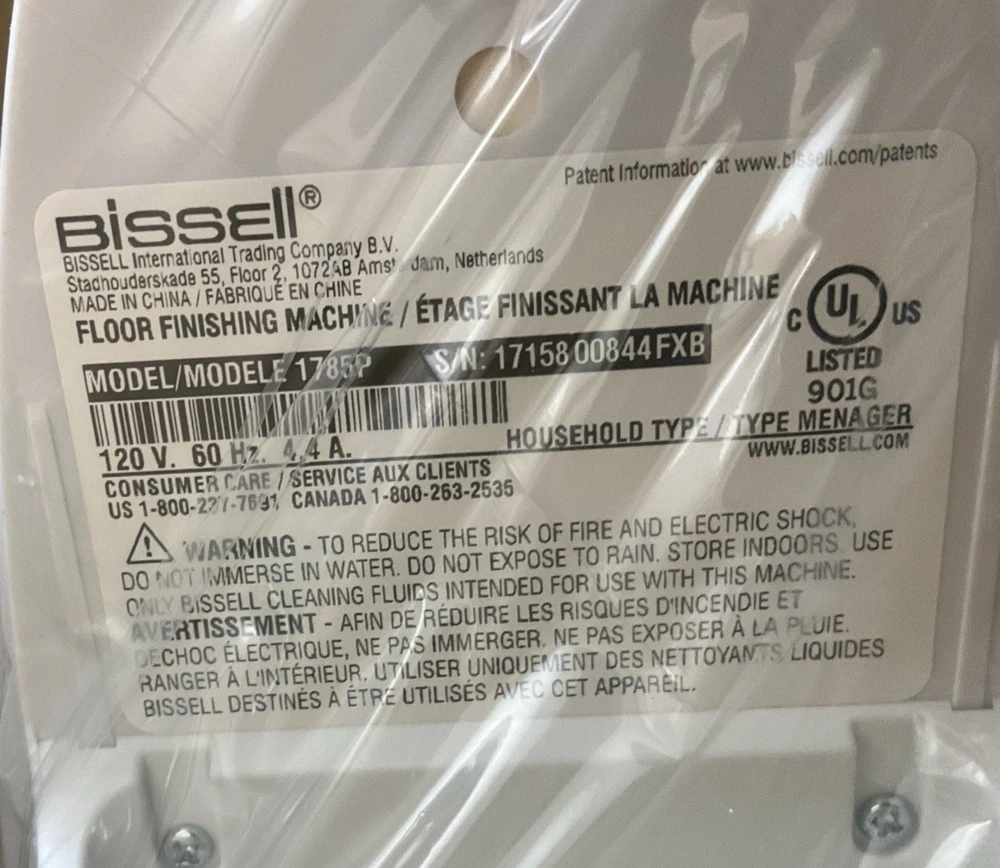 Patent Information at www.bissell.com/patents
BISSELL®
BISSELL International Trading Company B.V.
Stadhouderskade 55, Floor 2, 1072AB Amsterdam, Netherlands
MADE IN CHINA / FABRIQUÉ EN CHINE
FLOOR FINISHING MACHINE / ÉTAGE FINISSANT LA MACHINE
MODEL/MODELE 1785P S/N: 1715800844FXB
C UL US
LISTED
901G
120 V. 60 Hz. 4,4 A.
HOUSEHOLD TYPE / TYPE MENAGER
WWW.BISSELL.COM
CONSUMER CARE / SERVICE AUX CLIENTS
US 1-800-237-7691, CANADA 1-800-263-2535
WARNING - TO REDUCE THE RISK OF FIRE AND ELECTRIC SHOCK,
DO NOT IMMERSE IN WATER. DO NOT EXPOSE TO RAIN. STORE INDOORS. USE
ONLY BISSELL CLEANING FLUIDS INTENDED FOR USE WITH THIS MACHINE.
AVERTISSEMENT - AFIN DE RÉDUIRE LES RISQUES D'INCENDIE ET
DECHOC ÉLECTRIQUE, NE PAS IMMERGER, NE PAS EXPOSER À LA PLUIE.
RANGER À L'INTÉRIEUR, UTILISER UNIQUEMENT DES NETTOYANTS LIQUIDES
BISSELL DESTINÉS À ÊTRE UTILISÉS AVEC CET APPAREIL.